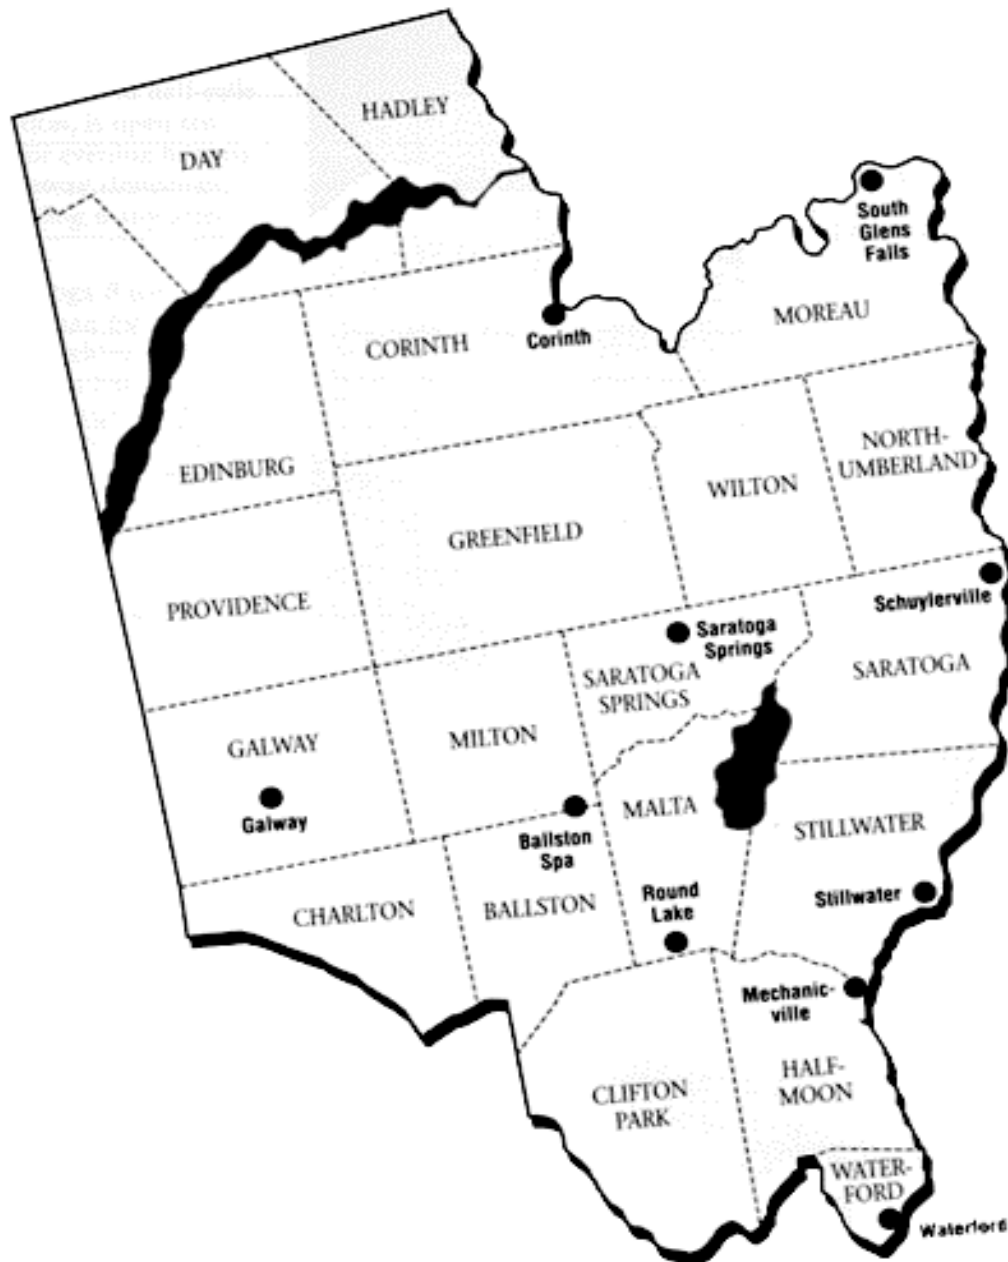 HADLEY
DAY
South
Glens
Falls
MOREAU
CORINTH
Corinth
NORTH-
UMBERLAND
EDINBURG
WILTON
GREENFIELD
PROVIDENCE
Schuylerville
Saratoga
Springs
SARATOGA
SARATOGA
SPRINGS
GALWAY
MILTON
Galway
MALTA
STILLWATER
Ballston
Spa
Round
Lake
Stillwater
CHARLTON
BALLSTON
Mechanic-
ville
HALF-
MOON
CLIFTON
PARK
WATER-
FORD
Waterford